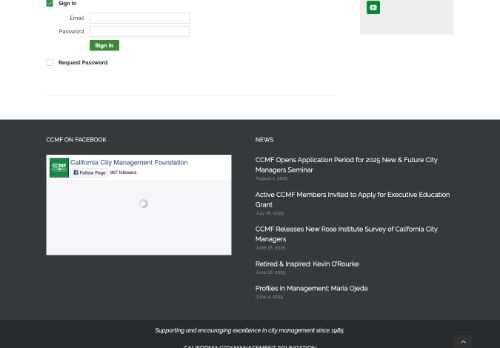 Sign In
Email
Password
Sign In
Request Password
CCMF ON FACEBOOK
CCMF
California City Management Foundation
Follow Page 807 followers
NEWS
CCMF Opens Application Period for 2025 New & Future City
Managers Seminar
August 1, 2025
Active CCMF Members Invited to Apply for Executive Education
Grant
July 18, 2025
CCMF Releases New Rose Institute Survey of California City
Managers
June 18, 2025
Retired & Inspired: Kevin O'Rourke
June 16, 2025
Profiles in Management: Maria Ojeda
June 4, 2025
Supporting and encouraging excellence in city management since 1985.
CALIFORNIA CITY MANAGEMENT FOUNDATION